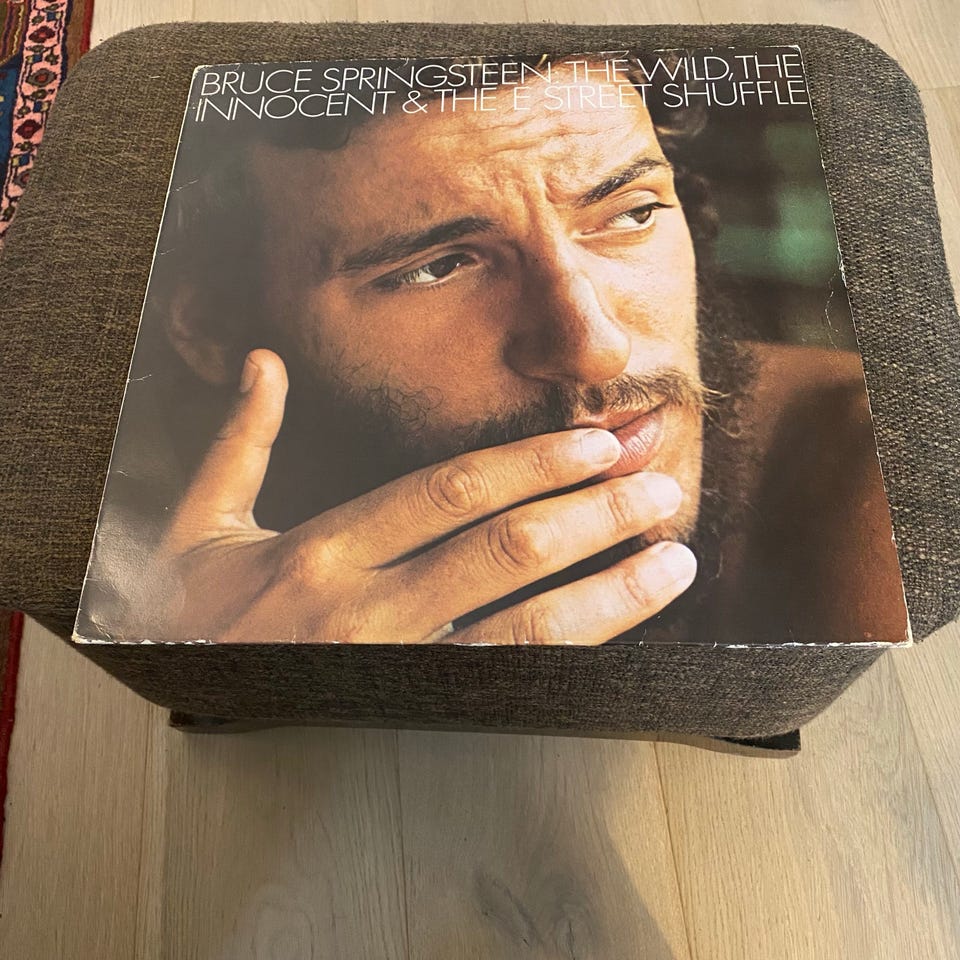 BRUCE SPRINGSTEEN: THE WILD, THE
INNOCENT & THE E STREET SHUFFLE